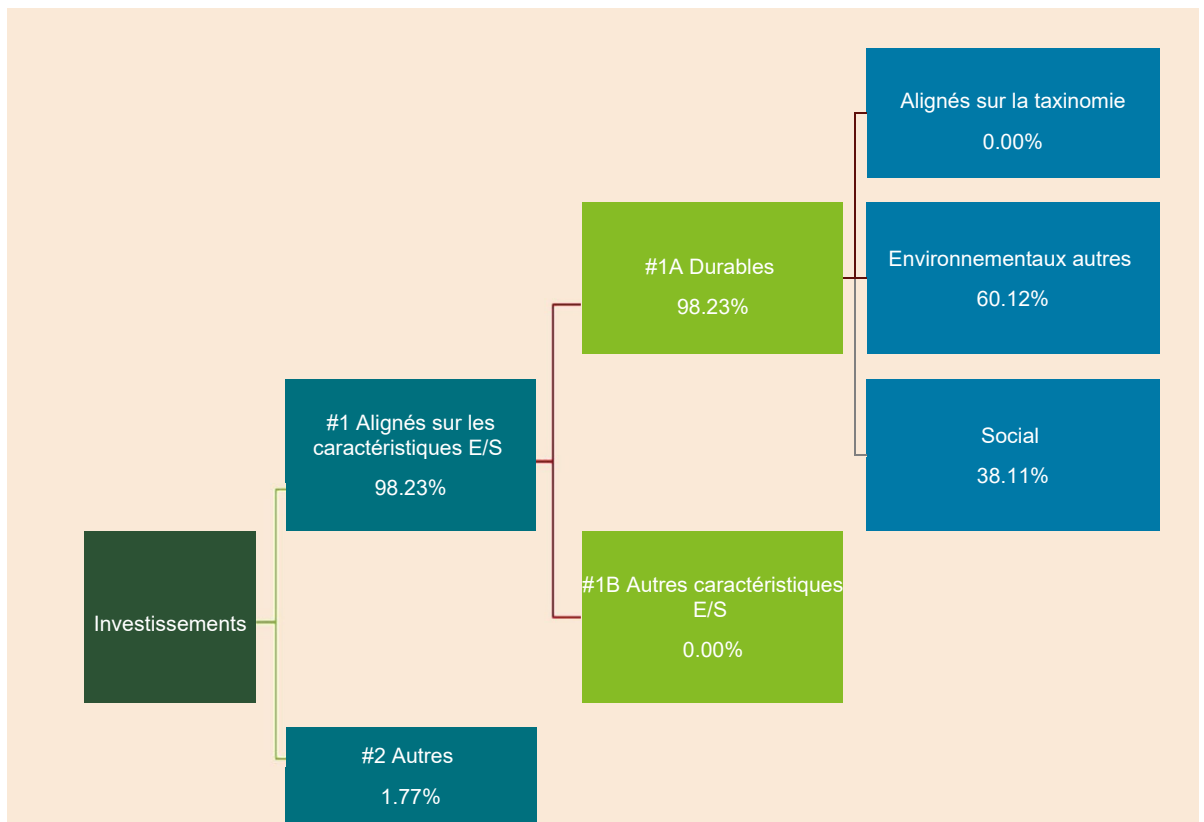 Alignés sur la taxinomie
0.00%
#1A Durables
98.23%
Environnementaux autres
60.12%
#1 Alignés sur les
caractéristiques E/S
98.23%
Social
38.11%
Investissements
#1B Autres caractéristiques
E/S
0.00%
#2 Autres
1.77%